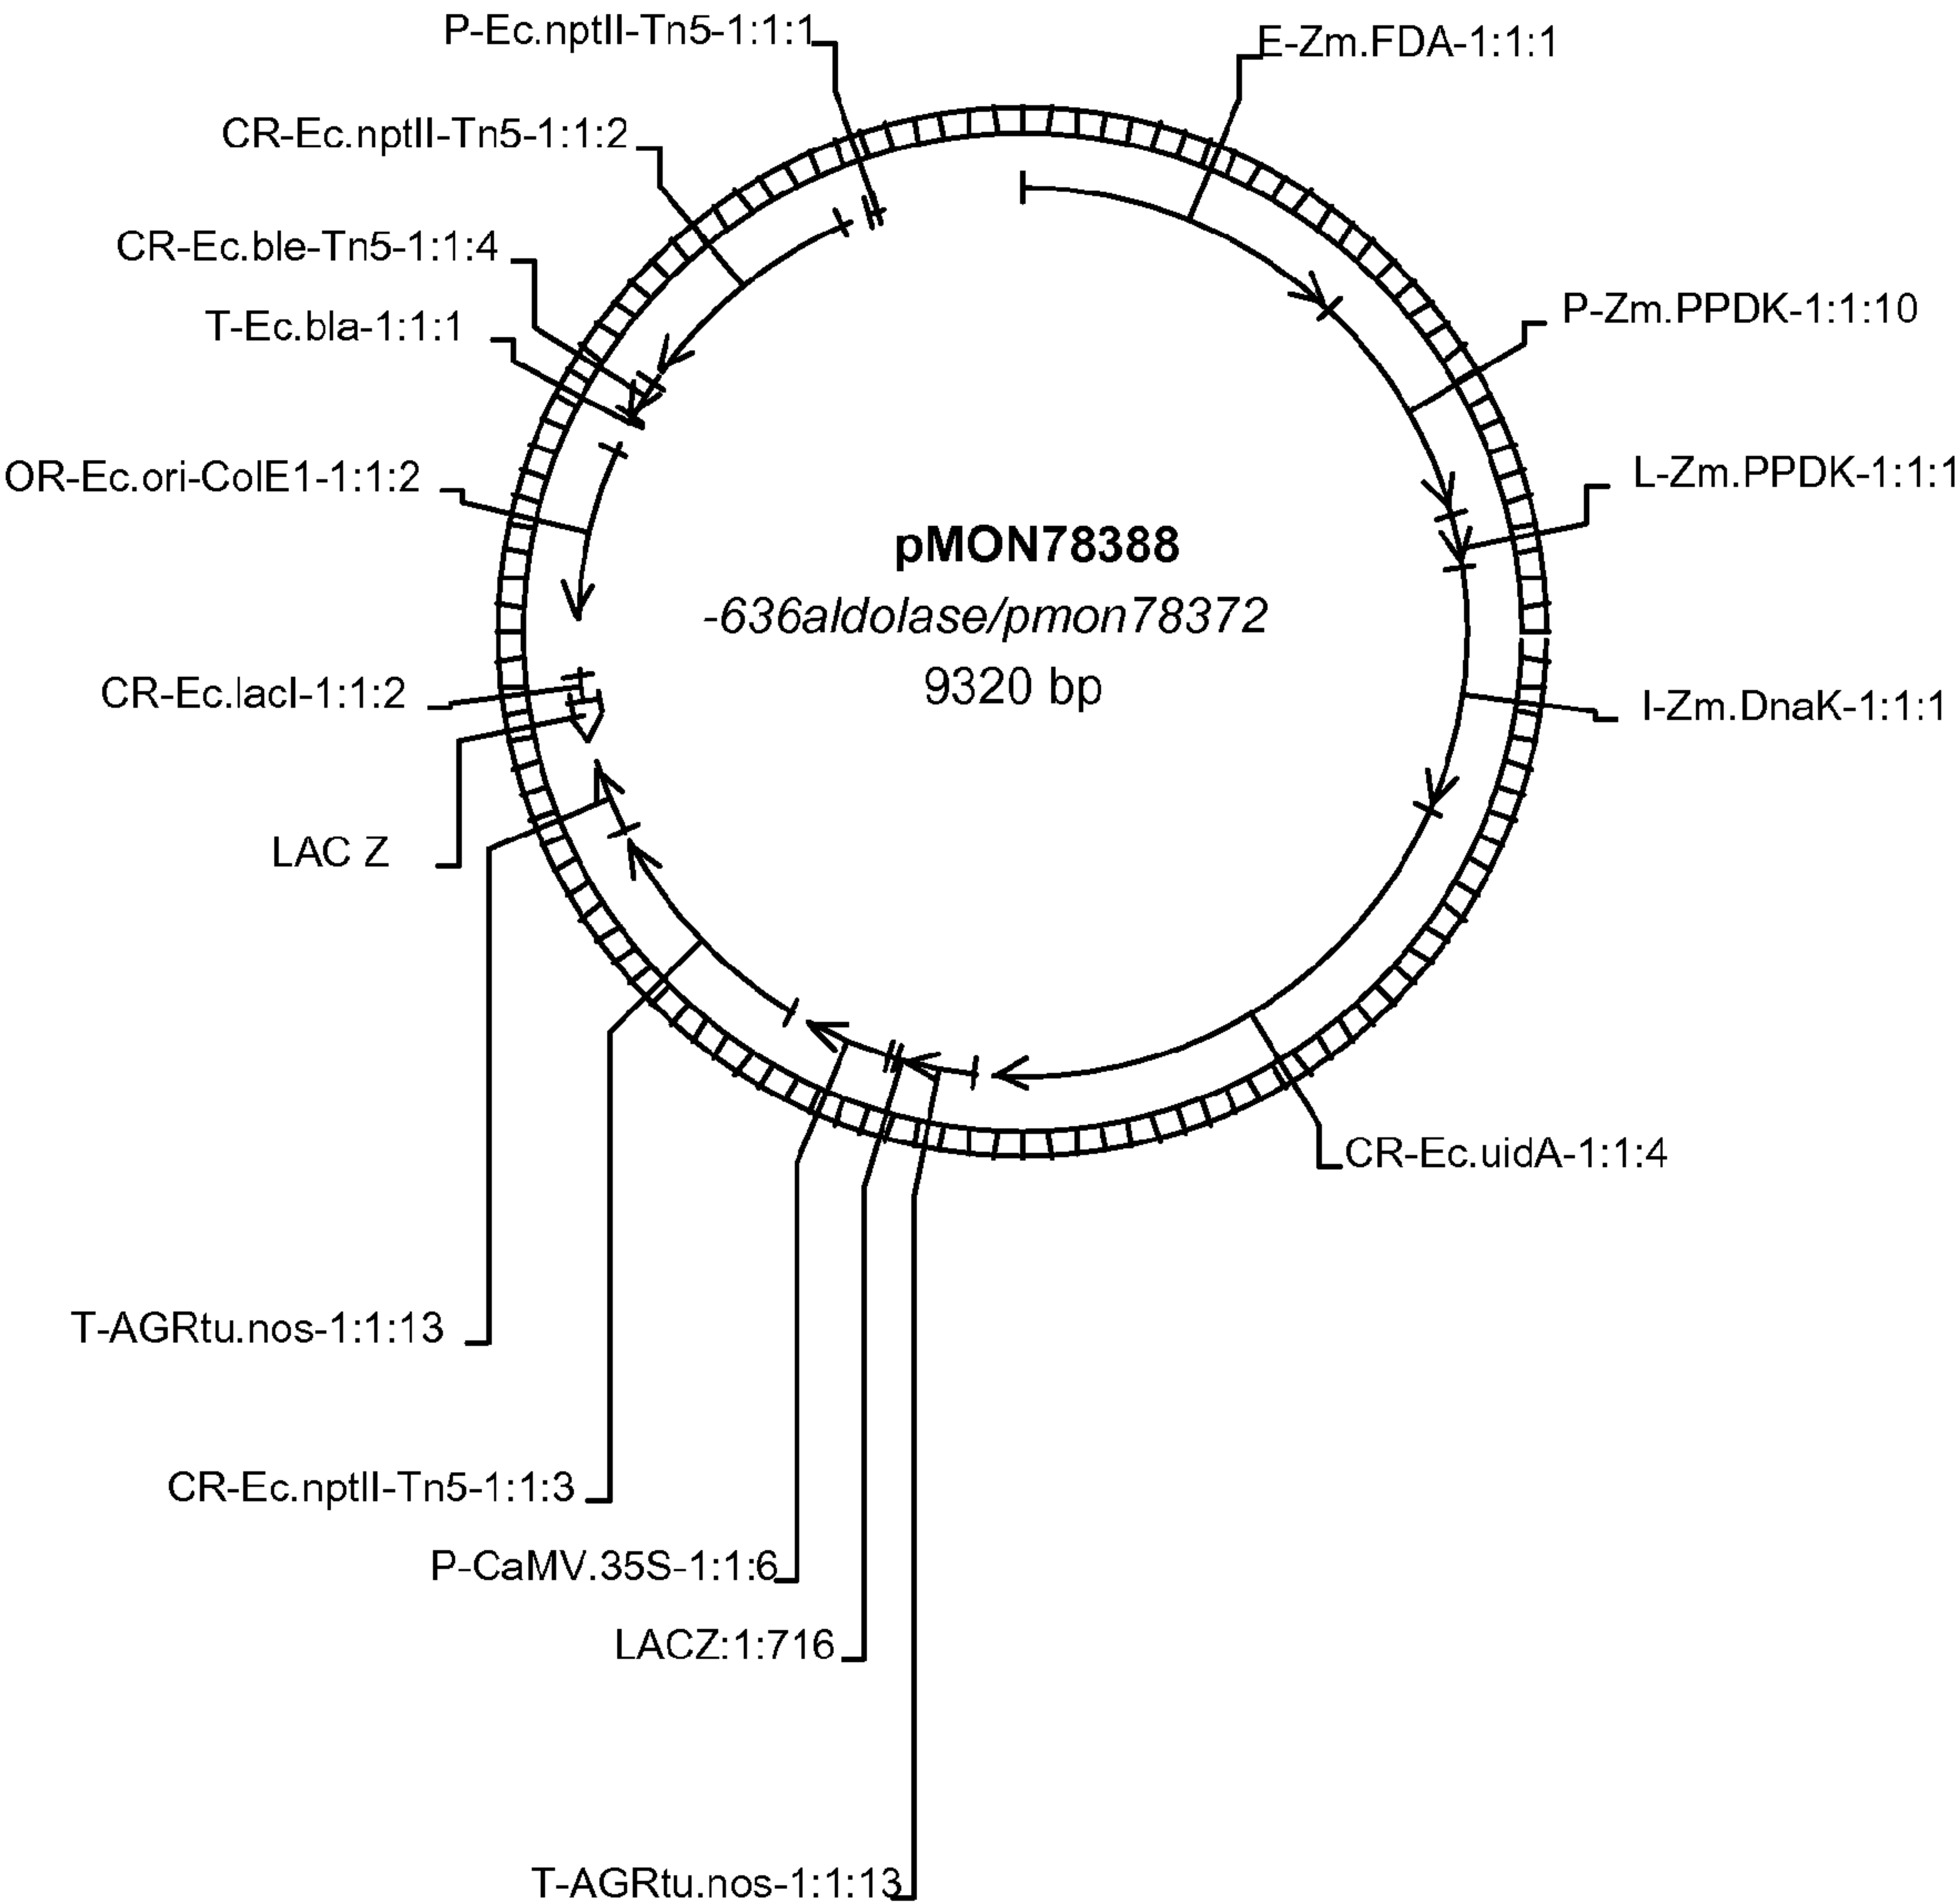 P-Ec.nptII-Tn5-1:1:1
E-Zm.FDA-1:1:1
CR-Ec.nptII-Tn5-1:1:2
CR-Ec.ble-Tn5-1:1:4
T-Ec.bla-1:1:1
P-Zm.PPDK-1:1:10
OR-Ec.ori-ColE1-1:1:2
L-Zm.PPDK-1:1:1
pMON78388
-636aldolase/pmon78372
9320 bp
CR-Ec.lacI-1:1:2
I-Zm.DnaK-1:1:1
LAC Z
CR-Ec.uidA-1:1:4
T-AGRtu.nos-1:1:13
CR-Ec.nptII-Tn5-1:1:3
P-CaMV.35S-1:1:6
LACZ:1:716
T-AGRtu.nos-1:1:13